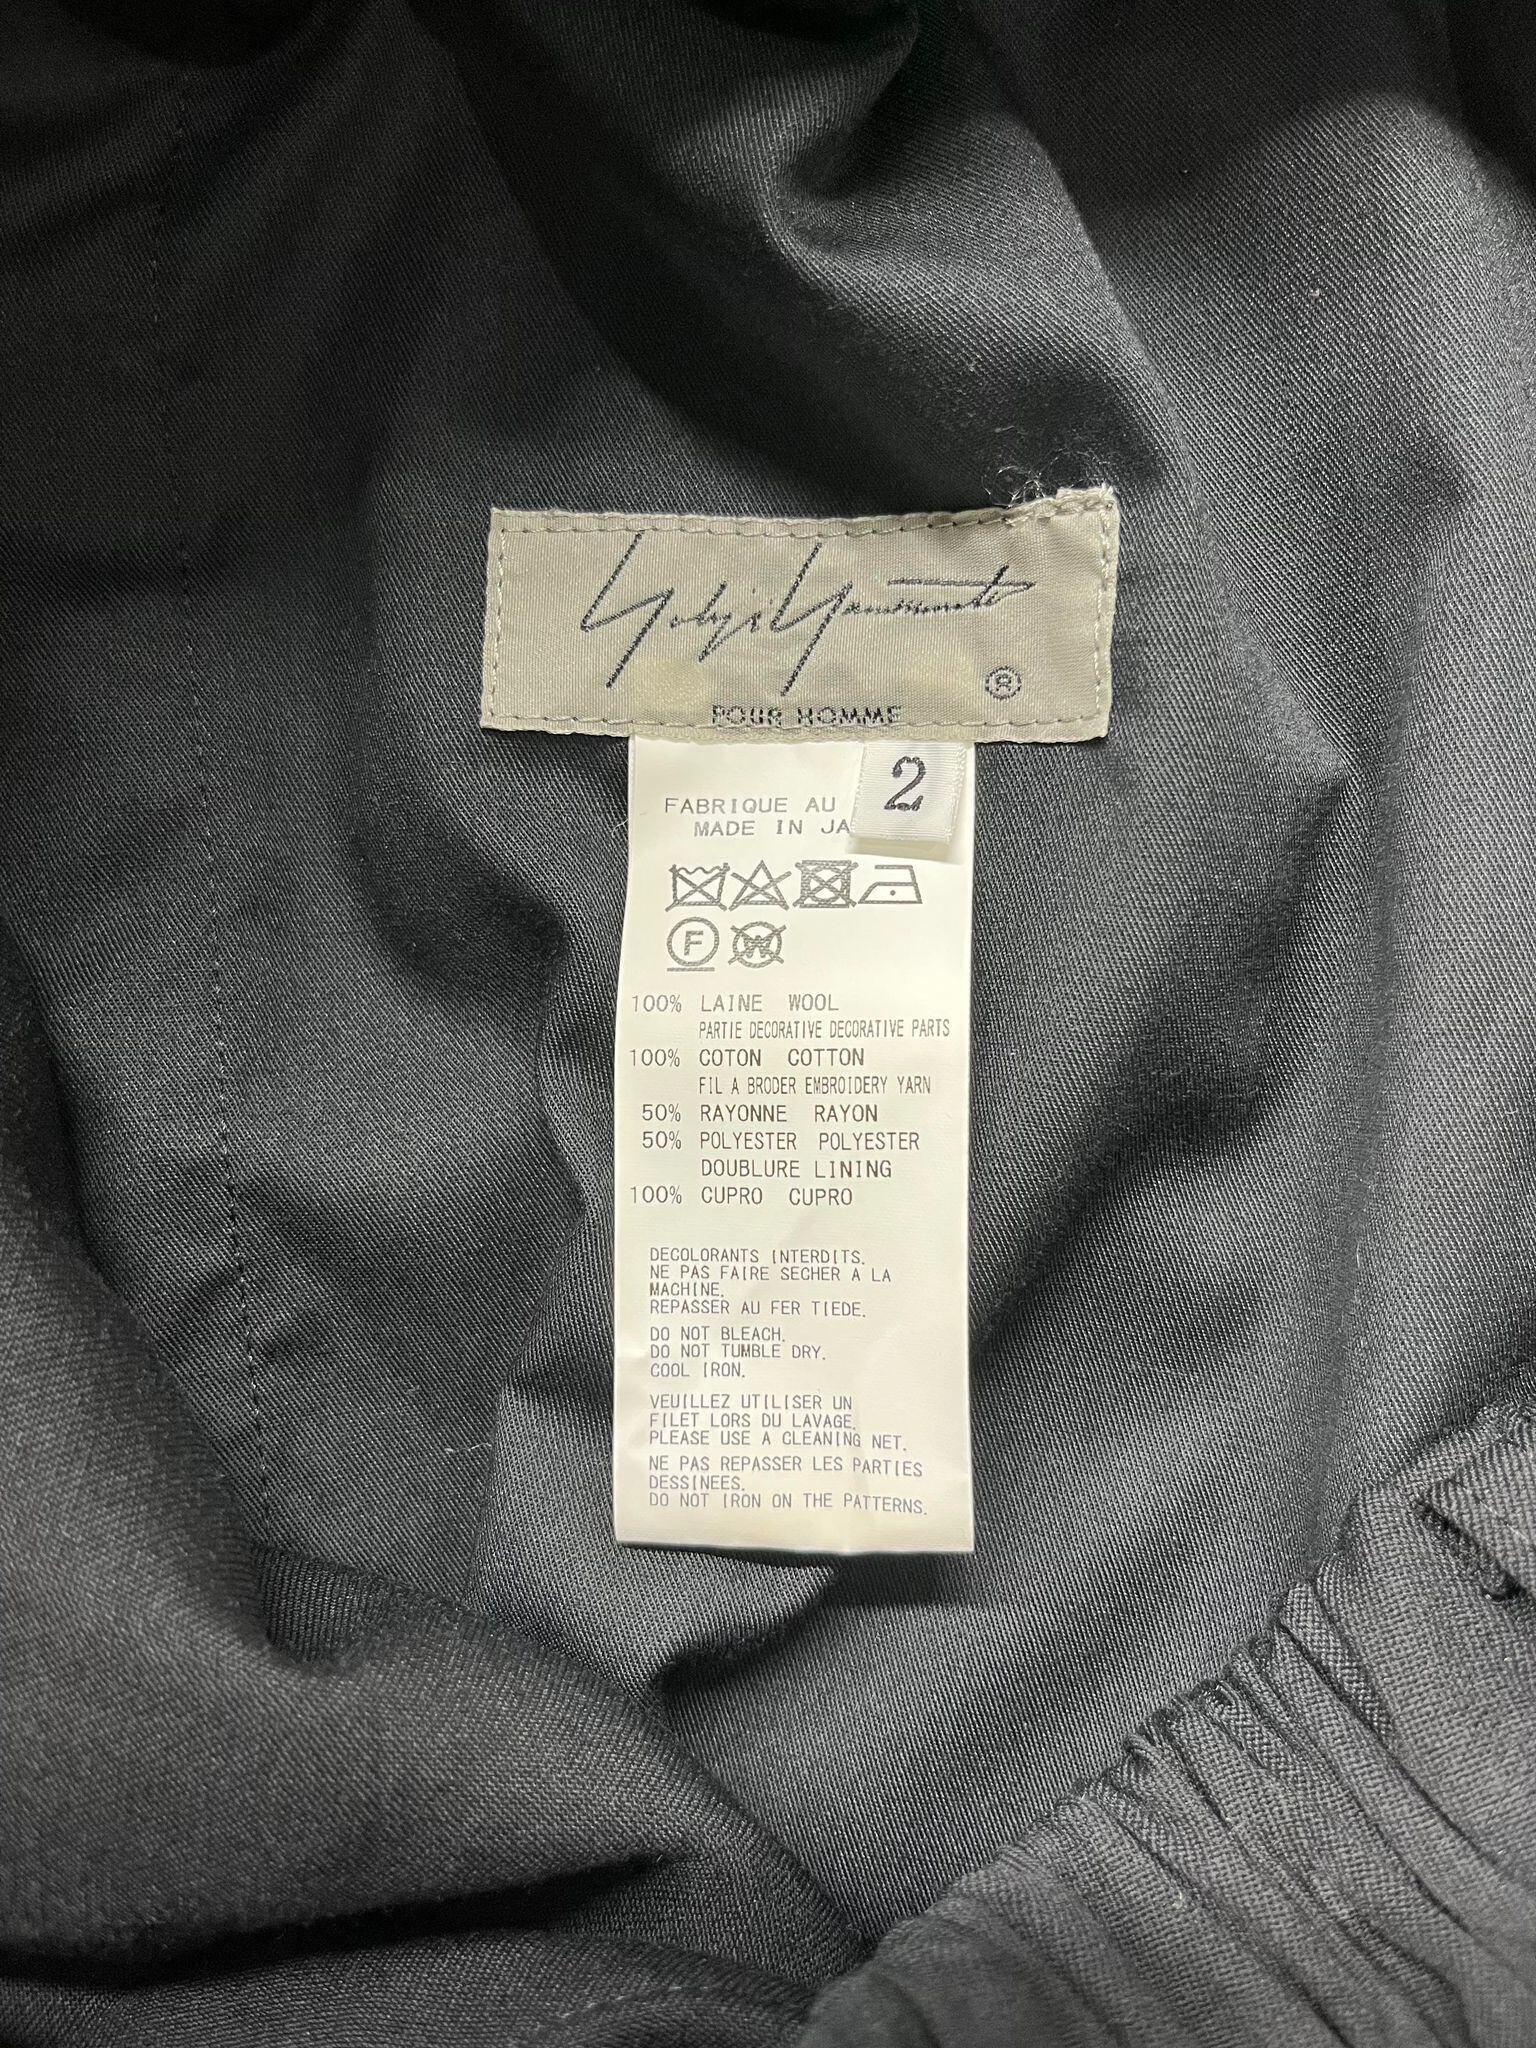 Yohji Yamamoto
®
POUR HOMME
2
FABRIQUE AU
MADE IN JA
F
W
100% LAINE WOOL
PARTIE DECORATIVE DECORATIVE PARTS
100% COTON COTTON
FIL A BRODER EMBROIDERY YARN
50% RAYONNE RAYON
50% POLYESTER POLYESTER
DOUBLURE LINING
100% CUPRO CUPRO
DECOLORANTS INTERDITS.
NE PAS FAIRE SECHER A LA
MACHINE.
REPASSER AU FER TIEDE.
DO NOT BLEACH.
DO NOT TUMBLE DRY.
COOL IRON.
VEUILLEZ UTILISER UN
FILET LORS DU LAVAGE.
PLEASE USE A CLEANING NET.
NE PAS REPASSER LES PARTIES
DESSINEES.
DO NOT IRON ON THE PATTERNS.